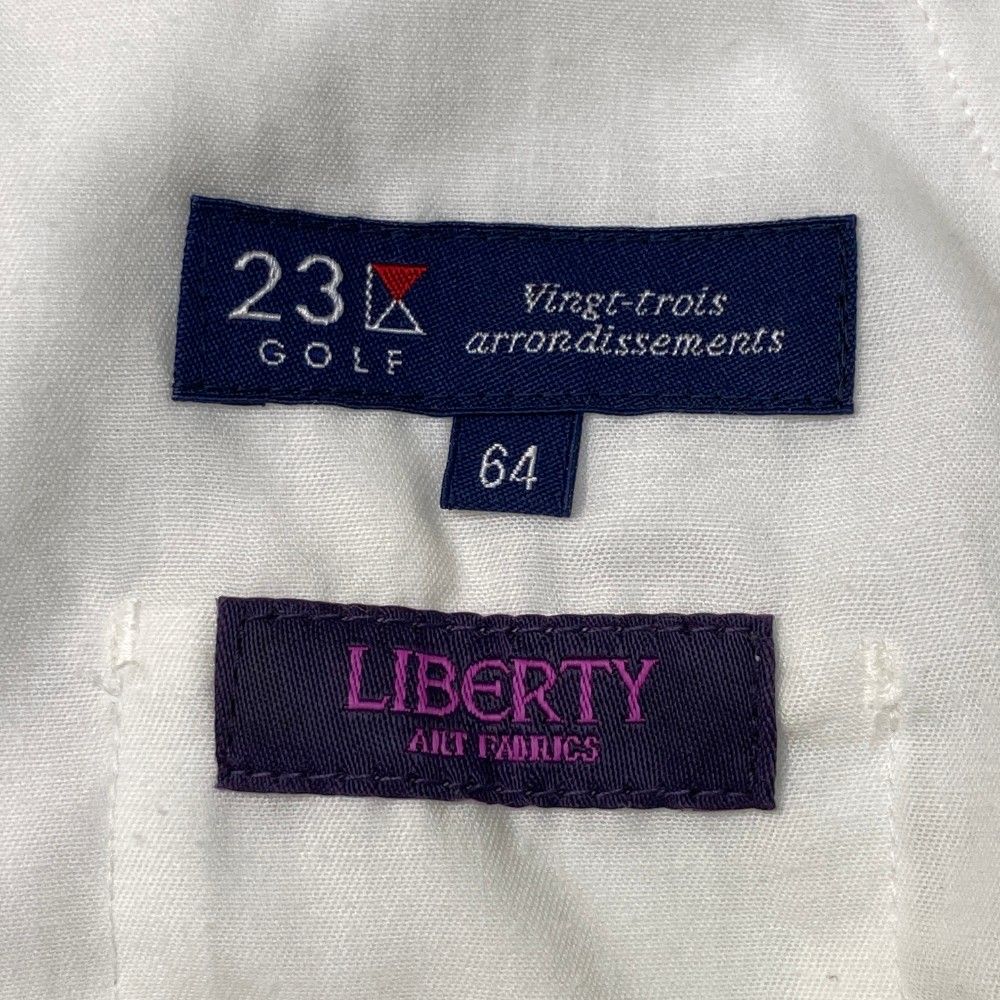 23
GOLF
Vingt-trois
arrondissements
64
LIBERTY
ART FABRICS